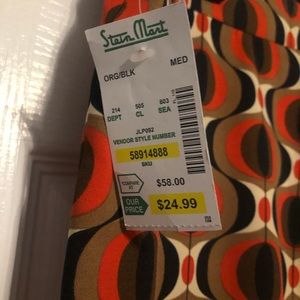 Stein Mart
ORG/BLK MED
214 505 803
DEPT CL SEA
JLP092
VENDOR STYLE NUMBER
58914888
SKU
COMPARE AT $58.00
OUR PRICE $24.99